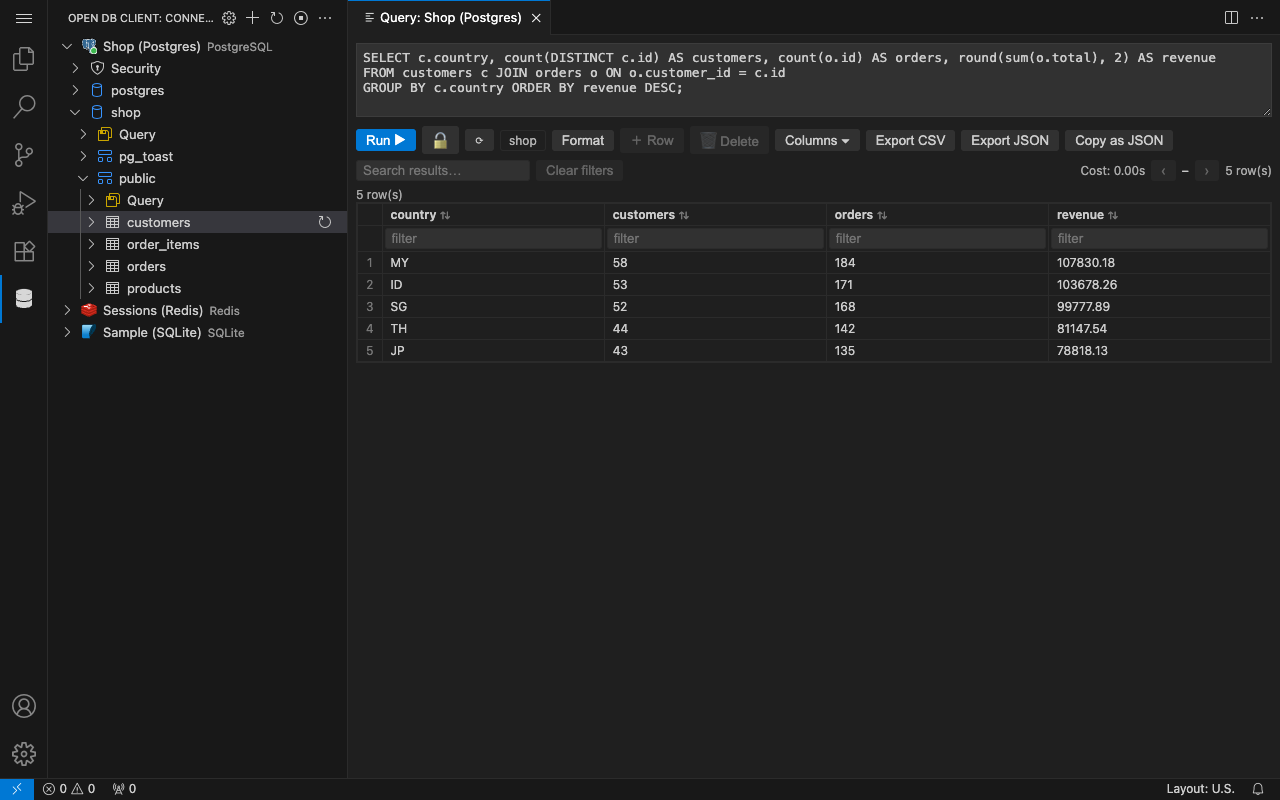 OPEN DB CLIENT: CONNE...
Shop (Postgres) PostgreSQL
Security
postgres
shop
Query
pg_toast
public
Query
customers
order_items
orders
products
Sessions (Redis) Redis
Sample (SQLite) SQLite
Query: Shop (Postgres)
SELECT c.country, count(DISTINCT c.id) AS customers, count(o.id) AS orders, round(sum(o.total), 2) AS revenue
FROM customers c JOIN orders o ON o.customer_id = c.id
GROUP BY c.country ORDER BY revenue DESC;
Run shop Format + Row Delete Columns Export CSV Export JSON Copy as JSON
Search results... Clear filters Cost: 0.00s ‹ – › 5 row(s)
5 row(s)
country customers orders revenue
filter filter filter filter
1 MY 58 184 107830.18
2 ID 53 171 103678.26
3 SG 52 168 99777.89
4 TH 44 142 81147.54
5 JP 43 135 78818.13
0 0 0 Layout: U.S.